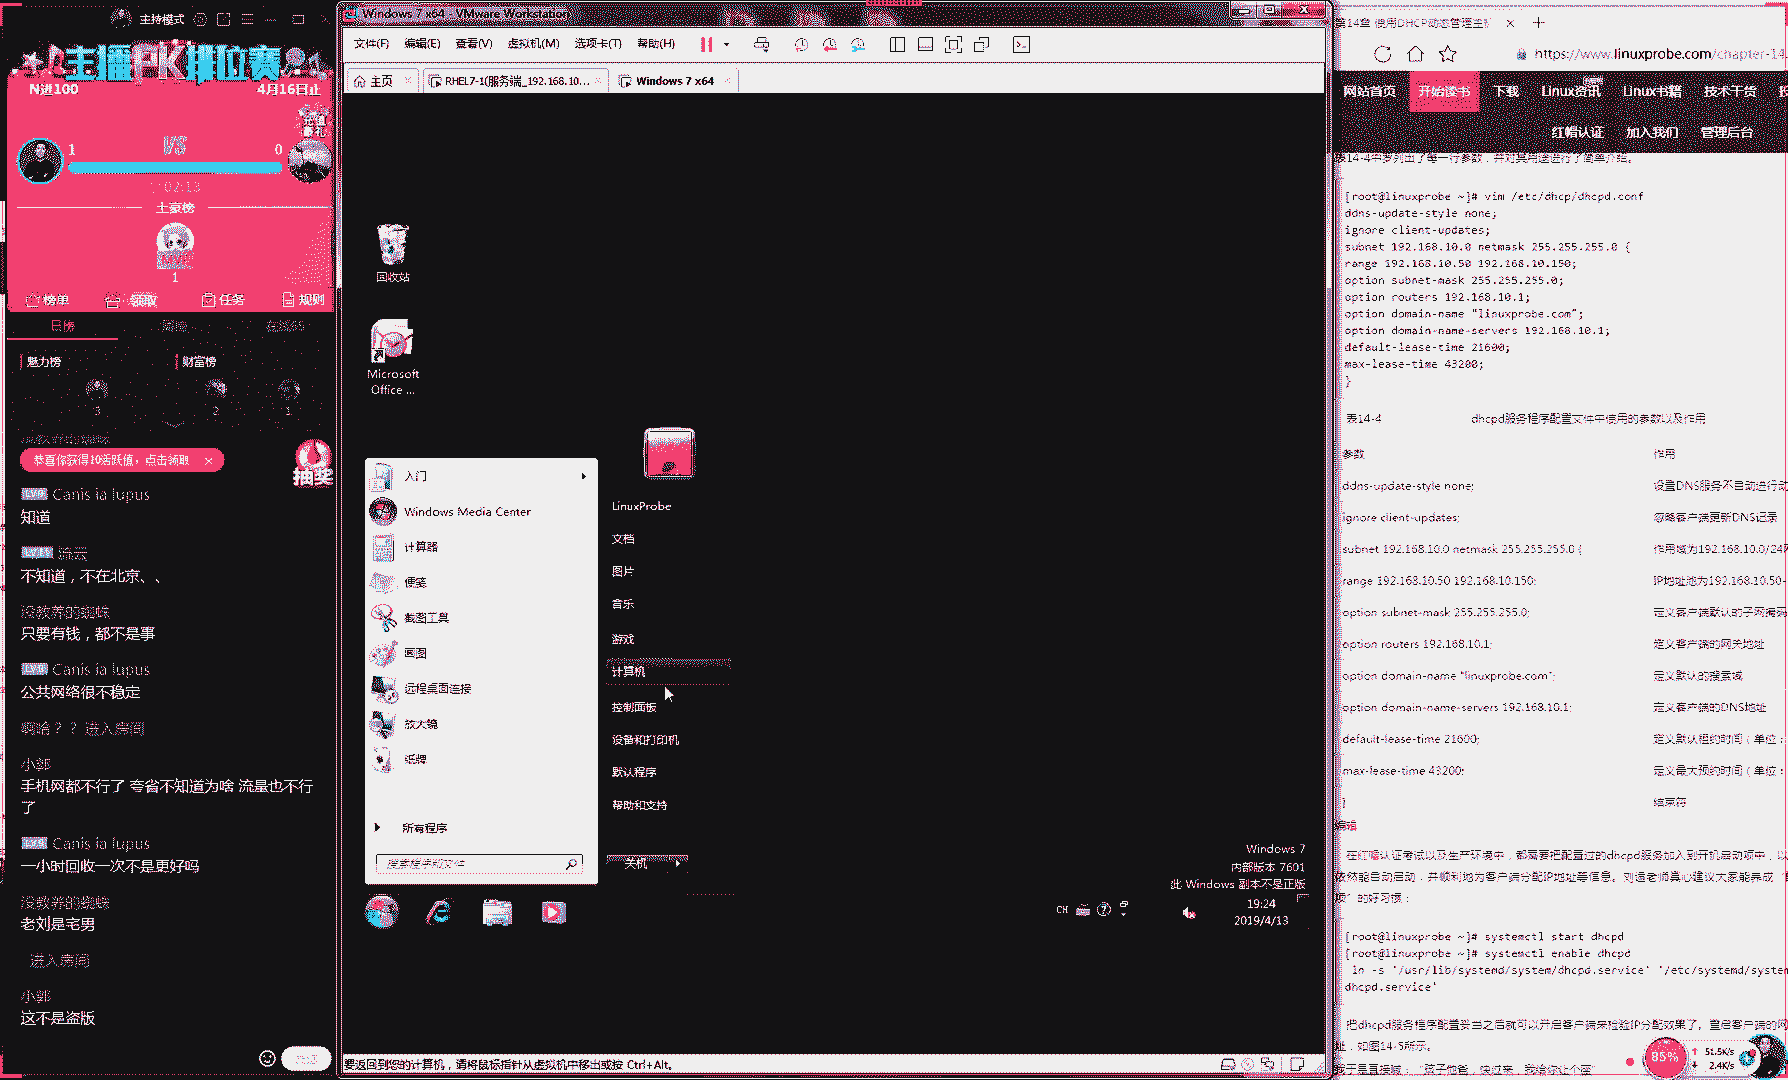 主持模式
主播PK排位赛
N进100
4月16日止
1
VS
0
02:13
土豪榜
1
榜单
领取
任务
规则
日榜
魅力榜
财富榜
3
2
1
恭喜你获得10活跃值，点击领取
抽奖
Canis ia lupus
知道
流云
不知道，不在北京、、
没教养的蜘蛛
只要有钱，都不是事
Canis ia lupus
公共网络很不稳定
啊哈？？ 进入房间
小郭
手机网都不行了 夸省不知道为啥 流量也不行
了
Canis ia lupus
一小时回收一次不是更好吗
没教养的蜘蛛
老刘是宅男
进入房间
小郭
这不是盗版
Windows 7 x64 - VMware Workstation
文件(F)
编辑(E)
查看(V)
虚拟机(M)
选项卡(T)
帮助(H)
主页
RHEL7-1(服务端_192.168.10...
Windows 7 x64
回收站
Microsoft
Office ...
入门
Windows Media Center
计算器
便笺
截图工具
画图
远程桌面连接
放大镜
纸牌
所有程序
搜索程序和文件
LinuxProbe
文档
图片
音乐
游戏
计算机
控制面板
设备和打印机
默认程序
帮助和支持
关机
Windows 7
内部版本 7601
此 Windows 副本不是正版
CH
19:24
2019/4/13
要返回到您的计算机，请将鼠标指针从虚拟机中移出或按 Ctrl+Alt。
第14章 使用DHCP动态管理主
https://www.linuxprobe.com/chapter-14.
网站首页
开始读书
下载
Linux资讯
Linux书籍
技术干货
红帽认证
加入我们
管理后台
表14-4中罗列出了每一行参数，并对其用途进行了简单介绍。
[root@linuxprobe ~]# vim /etc/dhcp/dhcpd.conf
ddns-update-style none;
ignore client-updates;
subnet 192.168.10.0 netmask 255.255.255.0 {
range 192.168.10.50 192.168.10.150;
option subnet-mask 255.255.255.0;
option routers 192.168.10.1;
option domain-name "linuxprobe.com";
option domain-name-servers 192.168.10.1;
default-lease-time 21600;
max-lease-time 43200;
}
表14-4
dhcpd服务程序配置文件中使用的参数以及作用
参数
作用
ddns-update-style none;
设置DNS服务不自动进行动
ignore client-updates;
忽略客户端更新DNS记录
subnet 192.168.10.0 netmask 255.255.255.0 {
作用域为192.168.10.0/24网
range 192.168.10.50 192.168.10.150;
IP地址池为192.168.10.50-
option subnet-mask 255.255.255.0;
定义客户端默认的子网掩码
option routers 192.168.10.1;
定义客户端的网关地址
option domain-name "linuxprobe.com";
定义默认的搜索域
option domain-name-servers 192.168.10.1;
定义客户端的DNS地址
default-lease-time 21600;
定义默认租约时间（单位：
max-lease-time 43200;
定义最大预约时间（单位：
}
结束符
编辑
在红帽认证考试以及生产环境中，都需要把配置过的dhcpd服务加入到开机启动项中，以
依然能自动启动，并顺利地为客户端分配IP地址等信息。刘遄老师真心建议大家能养成
项”的好习惯：
[root@linuxprobe ~]# systemctl start dhcpd
[root@linuxprobe ~]# systemctl enable dhcpd
ln -s '/usr/lib/systemd/system/dhcpd.service' '/etc/systemd/system
dhcpd.service'
把dhcpd服务程序配置妥当之后就可以开启客户端来检验IP分配效果了，重启客户端的网
址，如图14-5所示。
85%
51.5K/s
2.4K/s